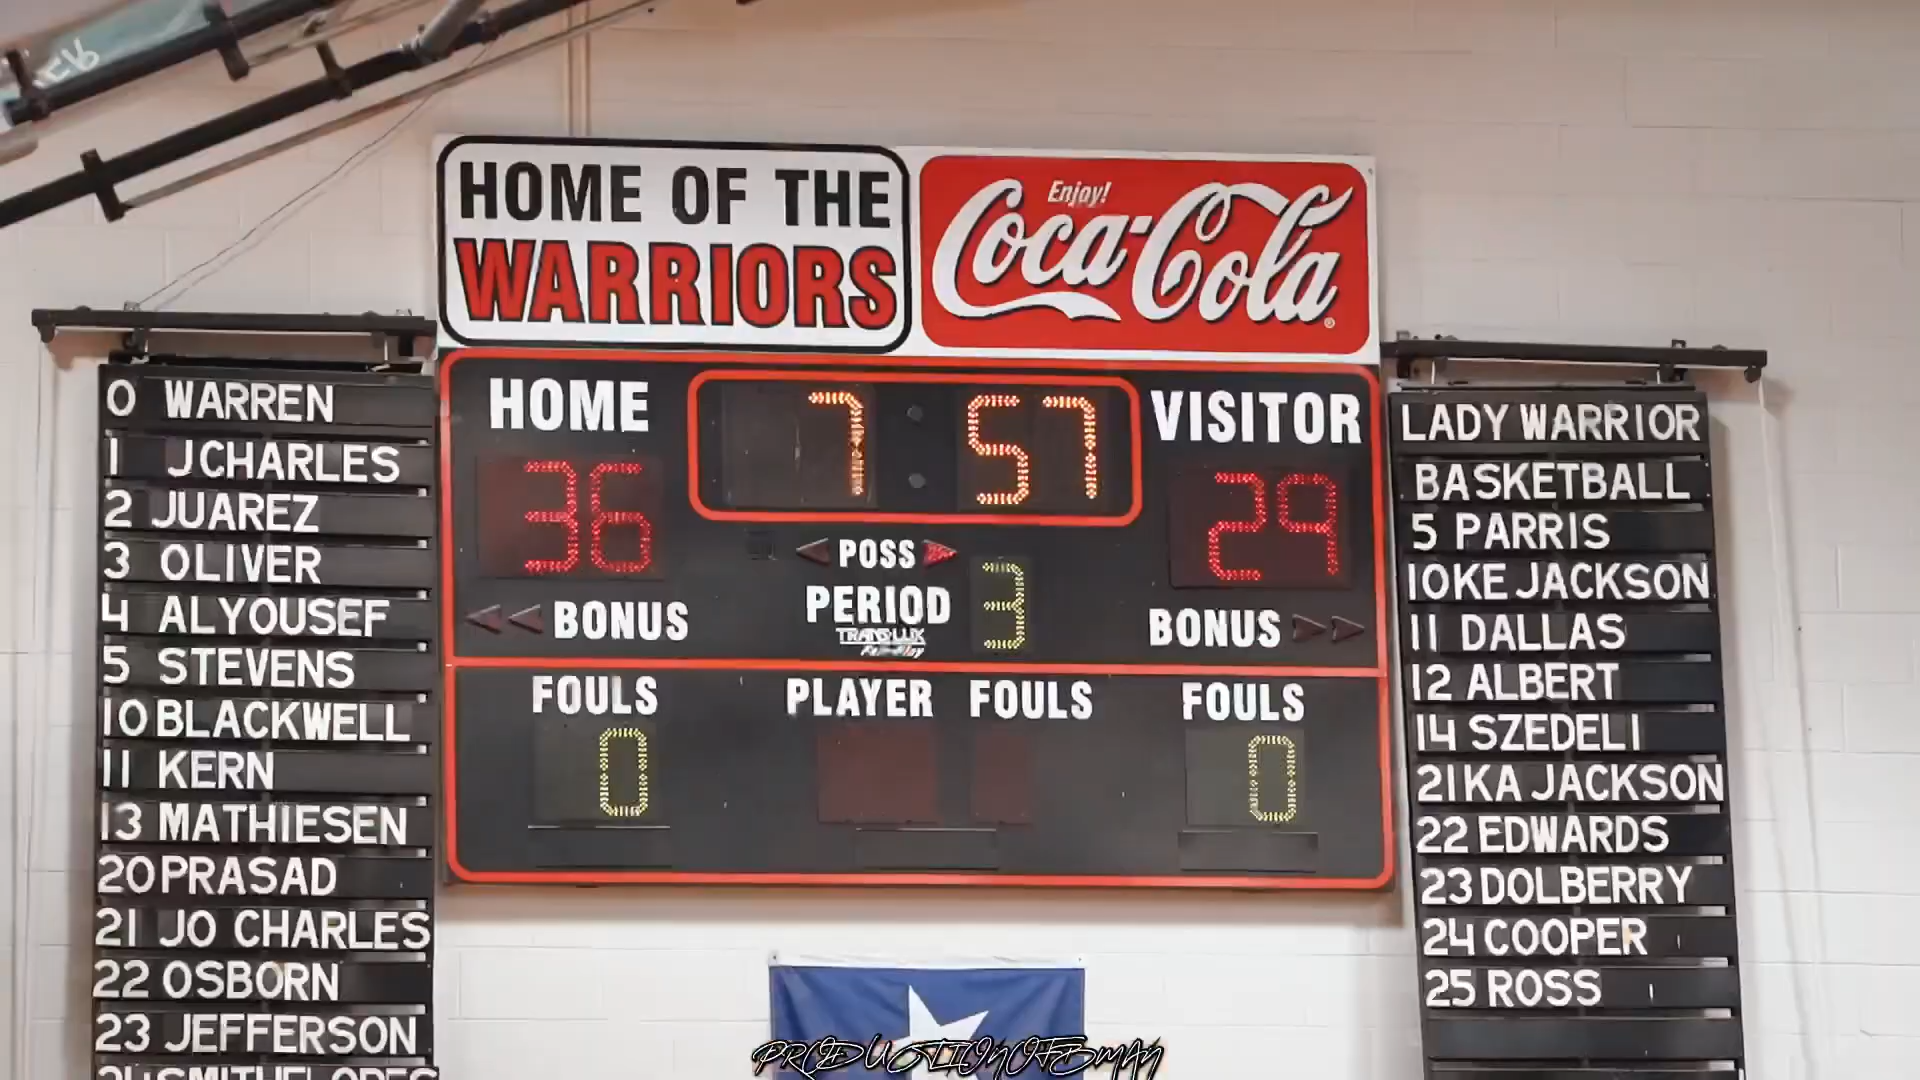 HOME OF THE
WARRIORS
Enjoy!
Coca-Cola
HOME
7:57
VISITOR
36
29
POSS
PERIOD 3
TRANS-LUX
Fair-Play
BONUS
BONUS
FOULS
PLAYER FOULS
FOULS
0
0
0 WARREN
1 J CHARLES
2 JUAREZ
3 OLIVER
4 ALYOUSEF
5 STEVENS
10 BLACKWELL
11 KERN
13 MATHIESEN
20 PRASAD
21 JO CHARLES
22 OSBORN
23 JEFFERSON
LADY WARRIOR
BASKETBALL
5 PARRIS
10 KE JACKSON
11 DALLAS
12 ALBERT
14 SZEDELI
21 KA JACKSON
22 EDWARDS
23 DOLBERRY
24 COOPER
25 ROSS
PRODUCTIONOFBMAN